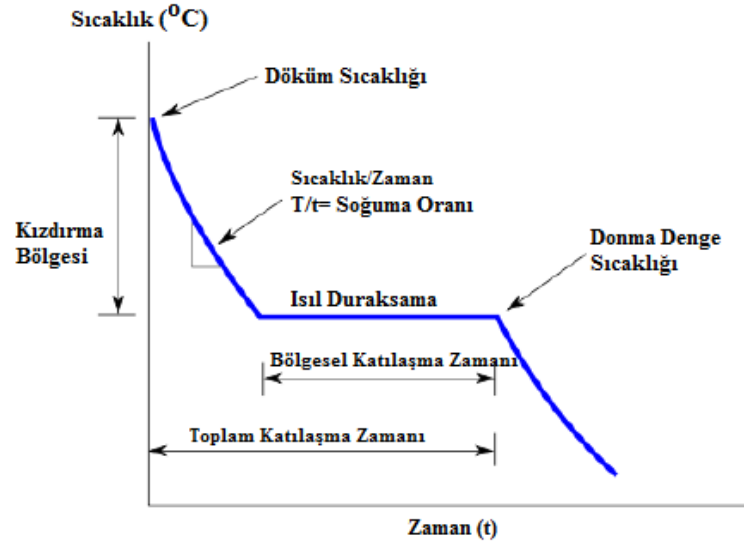 Sıcaklık (⁰C)
Döküm Sıcaklığı
Sıcaklık/Zaman
T/t= Soğuma Oranı
Kızdırma
Bölgesi
Donma Denge
Sıcaklığı
Isıl Duraksama
Bölgesel Katılaşma Zamanı
Toplam Katılaşma Zamanı
Zaman (t)